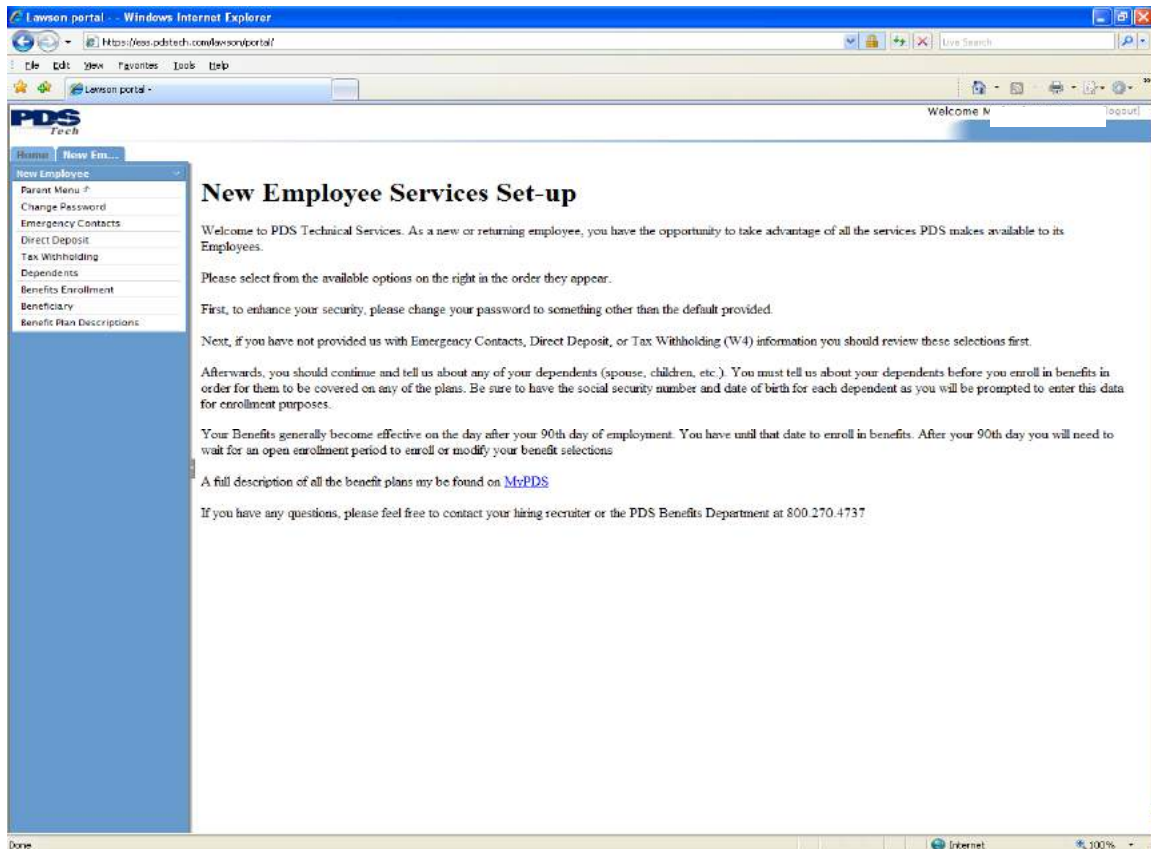 Lawson portal - - Windows Internet Explorer
https://ess.pdstech.com/lawson/portal/
Live Search
File Edit View Favorites Tools Help
Lawson portal -
PDS
Tech
Welcome M
logout]
Home New Em...
New Employee
Parent Menu
Change Password
Emergency Contacts
Direct Deposit
Tax Withholding
Dependents
Benefits Enrollment
Beneficiary
Benefit Plan Descriptions
New Employee Services Set-up
Welcome to PDS Technical Services. As a new or returning employee, you have the opportunity to take advantage of all the services PDS makes available to its
Employees.
Please select from the available options on the right in the order they appear.
First, to enhance your security, please change your password to something other than the default provided.
Next, if you have not provided us with Emergency Contacts, Direct Deposit, or Tax Withholding (W4) information you should review these selections first.
Afterwards, you should continue and tell us about any of your dependents (spouse, children, etc.). You must tell us about your dependents before you enroll in benefits in
order for them to be covered on any of the plans. Be sure to have the social security number and date of birth for each dependent as you will be prompted to enter this data
for enrollment purposes.
Your Benefits generally become effective on the day after your 90th day of employment. You have until that date to enroll in benefits. After your 90th day you will need to
wait for an open enrollment period to enroll or modify your benefit selections
A full description of all the benefit plans my be found on MyPDS
If you have any questions, please feel free to contact your hiring recruiter or the PDS Benefits Department at 800.270.4737
Done
Internet
100%